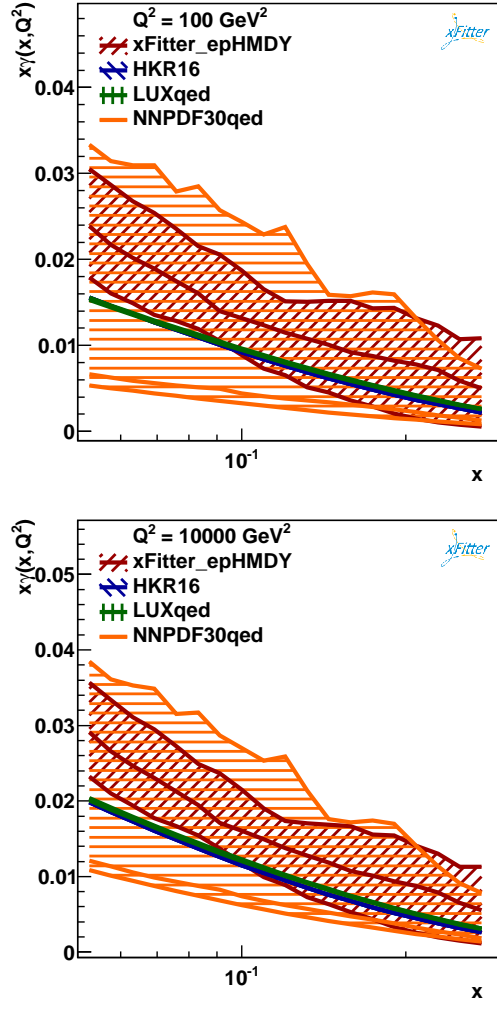 Q² = 100 GeV²
xγ(x,Q²)
xFitter_epHMDY
HKR16
LUXqed
NNPDF30qed
xFitter
0.04
0.03
0.02
0.01
0
10⁻¹
x
Q² = 10000 GeV²
xγ(x,Q²)
xFitter_epHMDY
HKR16
LUXqed
NNPDF30qed
xFitter
0.05
0.04
0.03
0.02
0.01
0
10⁻¹
x